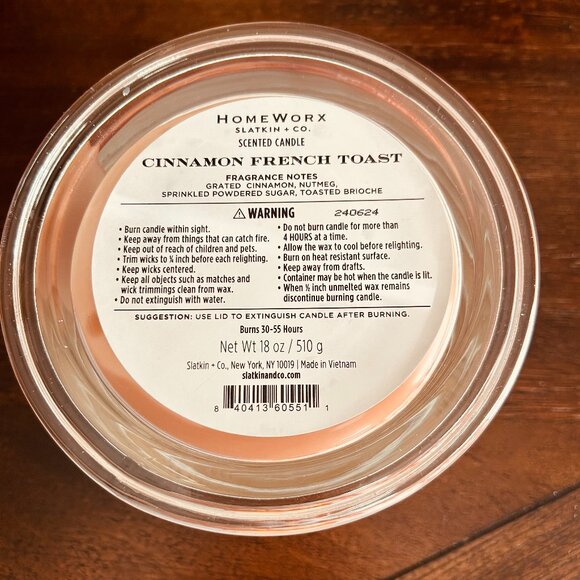 HOMEWORX
SLATKIN + CO.
SCENTED CANDLE
CINNAMON FRENCH TOAST
FRAGRANCE NOTES
GRATED CINNAMON, NUTMEG,
SPRINKLED POWDERED SUGAR, TOASTED BRIOCHE
⚠ WARNING
240624
• Burn candle within sight.
• Keep away from things that can catch fire.
• Keep out of reach of children and pets.
• Trim wicks to ¼ inch before each relighting.
• Keep wicks centered.
• Keep all objects such as matches and
wick trimmings clean from wax.
• Do not extinguish with water.
• Do not burn candle for more than
4 HOURS at a time.
• Allow the wax to cool before relighting.
• Burn on heat resistant surface.
• Keep away from drafts.
• Container may be hot when the candle is lit.
• When ½ inch unmelted wax remains
discontinue burning candle.
SUGGESTION: USE LID TO EXTINGUISH CANDLE AFTER BURNING.
Burns 30-55 Hours
Net Wt 18 oz / 510 g
Slatkin + Co., New York, NY 10019 | Made in Vietnam
slatkinandco.com
8 40413 60551 1